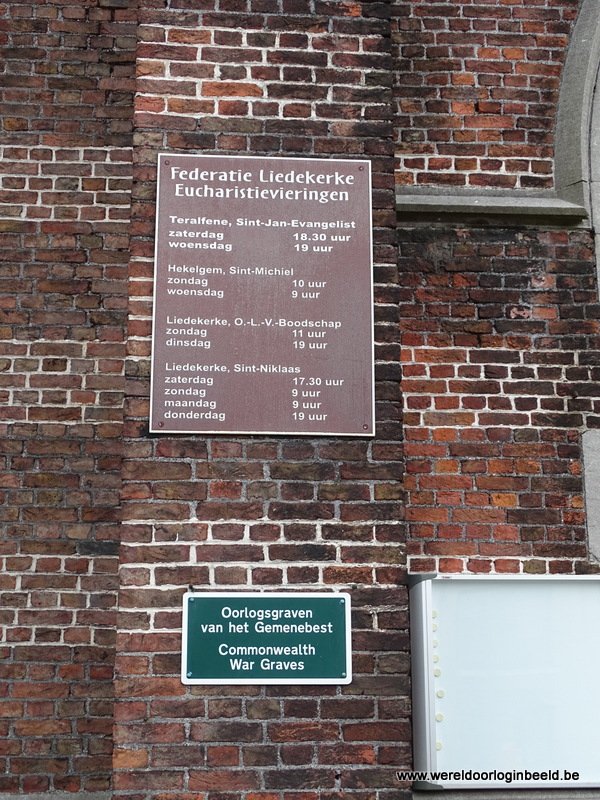 Federatie Liedekerke
Eucharistievieringen
Teralfene, Sint-Jan-Evangelist
zaterdag 18.30 uur
woensdag 19 uur
Hekelgem, Sint-Michiel
zondag 10 uur
woensdag 9 uur
Liedekerke, O.-L.-V.-Boodschap
zondag 11 uur
dinsdag 19 uur
Liedekerke, Sint-Niklaas
zaterdag 17.30 uur
zondag 9 uur
maandag 9 uur
donderdag 19 uur
Oorlogsgraven
van het Gemenebest
Commonwealth
War Graves
www.wereldoorloginbeeld.be